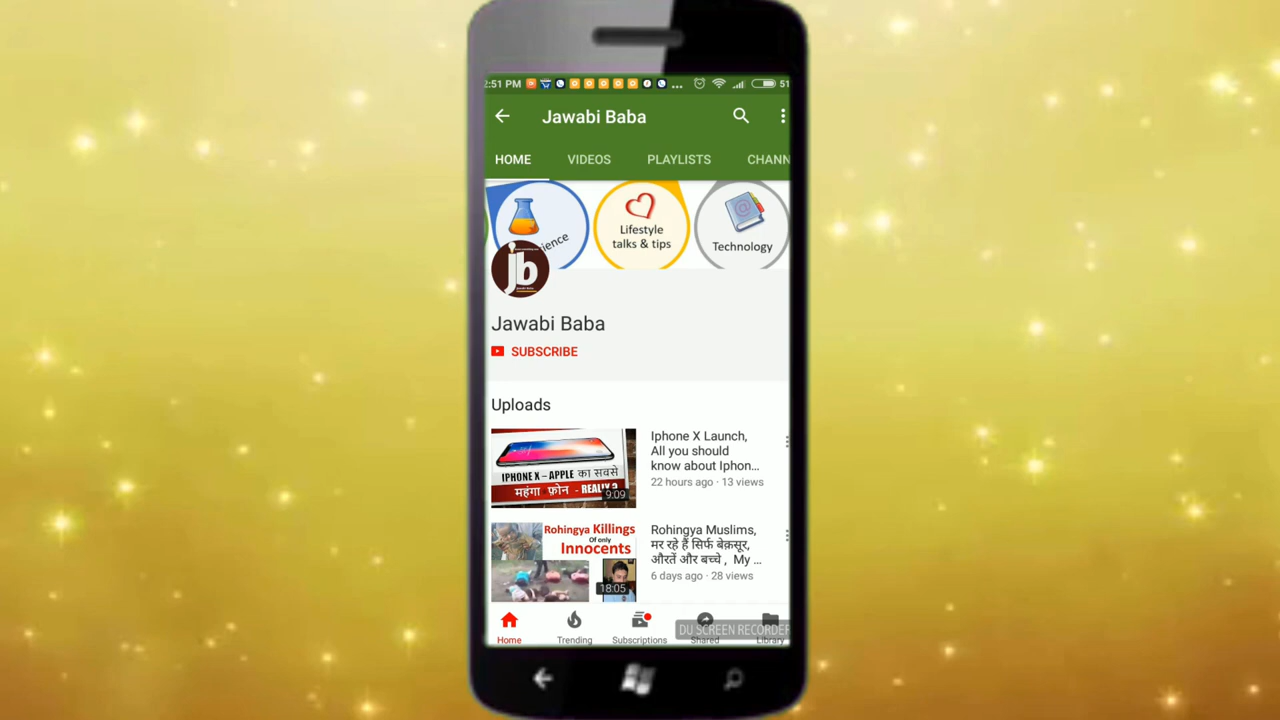 2:51 PM
51
Jawabi Baba
HOME VIDEOS PLAYLISTS CHANN
ience
Lifestyle
talks & tips
Technology
jb
Jawabi Baba
SUBSCRIBE
Uploads
IPHONE X – APPLE का सबसे
महंगा फ़ोन - REALLY ?
9:09
Iphone X Launch,
All you should
know about Iphon...
22 hours ago · 13 views
Rohingya Killings
Of only
Innocents
18:05
Rohingya Muslims,
मर रहे हैं सिर्फ बेक़सूर,
औरतें और बच्चे , My ...
6 days ago · 28 views
Home Trending Subscriptions Shared Library
DU SCREEN RECORDER